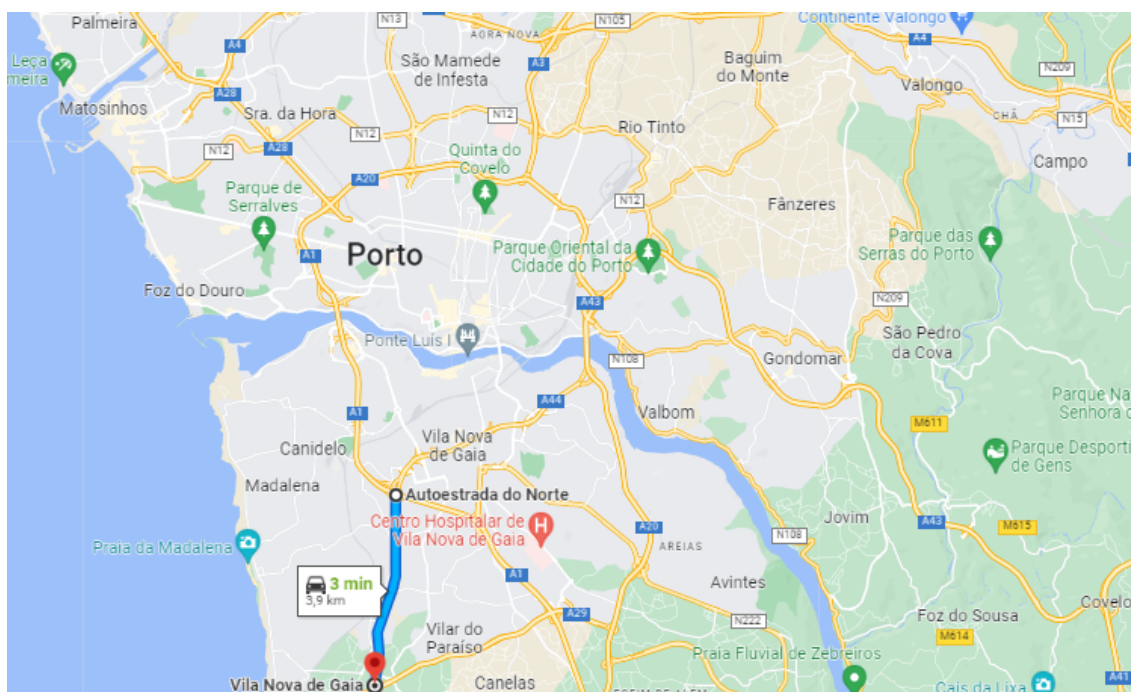 Palmeira
N13
N105
Continente Valongo
A4
A4
AGRA NOVA
A3
São Mamede
de Infesta
Baguim
do Monte
N209
Leça
meira
A28
Valongo
Matosinhos
Sra. da Hora
N12
N12
CHÃ
N15
Rio Tinto
N12
A28
Quinta do
Covelo
Campo
A20
Parque de
Serralves
N12
Fânzeres
Porto
Parque Oriental da
Cidade do Porto
Parque das
Serras do Porto
A1
Foz do Douro
A43
N209
Ponte Luís I
São Pedro
da Cova
N108
Gondomar
Parque Na
Senhora
A44
A1
Valbom
M611
Vila Nova
de Gaia
Canidelo
Parque Desporti
de Gens
Madalena
Autoestrada do Norte
Centro Hospitalar de
Vila Nova de Gaia
Jovim
A43
M615
A20
N108
Praia da Madalena
AREIAS
3 min
3,9 km
A1
Avintes
Covelo
A29
Foz do Sousa
N222
Vilar do
Paraíso
M614
Praia Fluvial de Zebreiros
A41
Vila Nova de Gaia
Canelas
Cais da Lixa